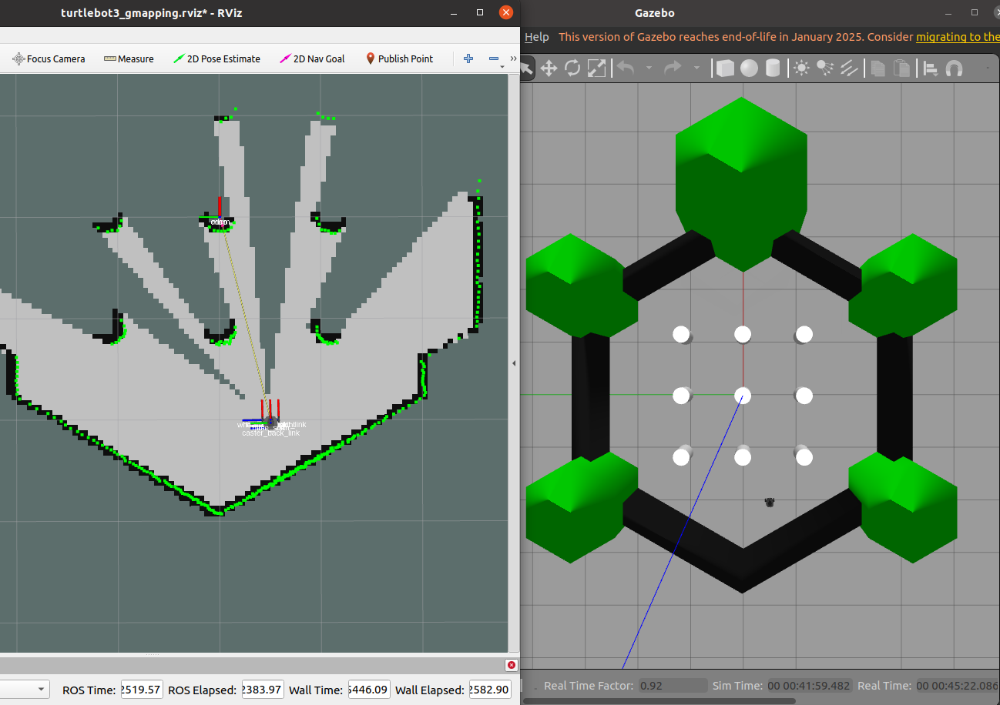 turtlebot3_gmapping.rviz* - RViz
Focus Camera
Measure
2D Pose Estimate
2D Nav Goal
Publish Point
caster_back_link
ROS Time:
2519.57
ROS Elapsed:
2383.97
Wall Time:
5446.09
Wall Elapsed:
2582.90
Gazebo
Help
This version of Gazebo reaches end-of-life in January 2025. Consider migrating to the
Real Time Factor:
0.92
Sim Time:
00 00:41:59.482
Real Time:
00 00:45:22.086